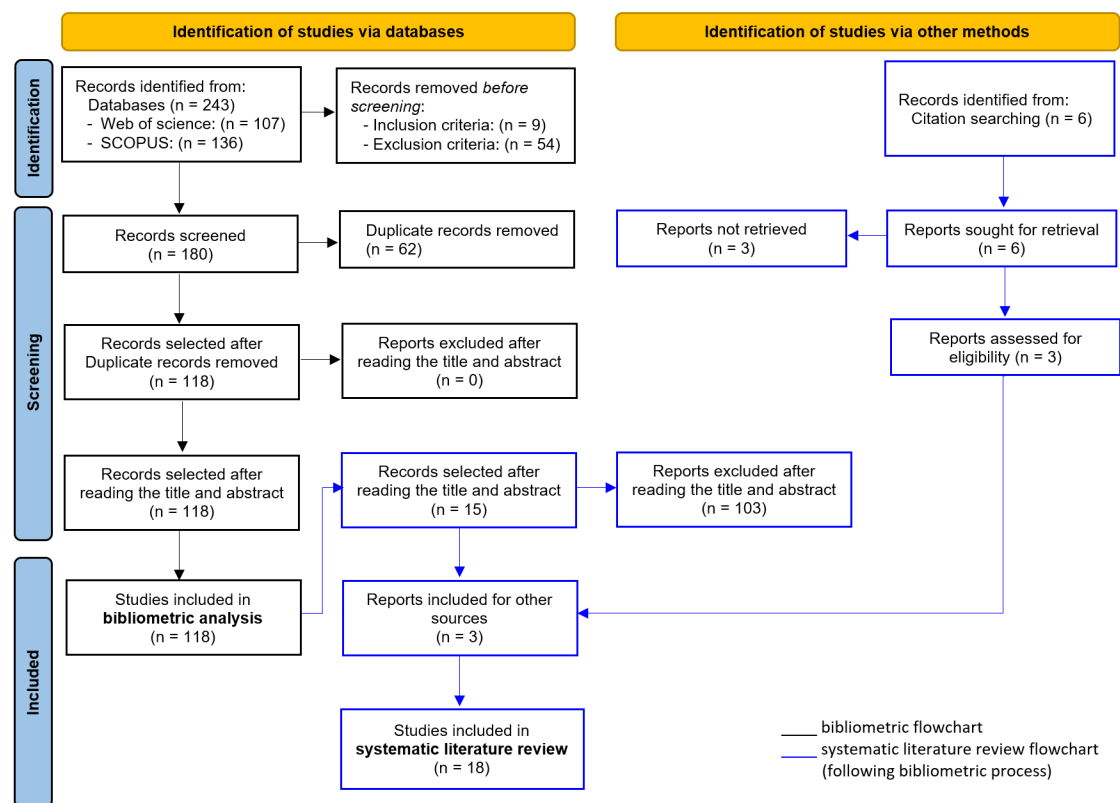 Identification of studies via databases
Identification of studies via other methods
Identification
Records identified from:
Databases (n = 243)
- Web of science: (n = 107)
- SCOPUS: (n = 136)
Records removed before
screening:
- Inclusion criteria: (n = 9)
- Exclusion criteria: (n = 54)
Records identified from:
Citation searching (n = 6)
Screening
Records screened
(n = 180)
Duplicate records removed
(n = 62)
Reports not retrieved
(n = 3)
Reports sought for retrieval
(n = 6)
Records selected after
Duplicate records removed
(n = 118)
Reports excluded after
reading the title and abstract
(n = 0)
Reports assessed for
eligibility (n = 3)
Records selected after
reading the title and abstract
(n = 118)
Records selected after
reading the title and abstract
(n = 15)
Reports excluded after
reading the title and abstract
(n = 103)
Included
Studies included in
bibliometric analysis
(n = 118)
Reports included for other
sources
(n = 3)
Studies included in
systematic literature review
(n = 18)
bibliometric flowchart
systematic literature review flowchart
(following bibliometric process)